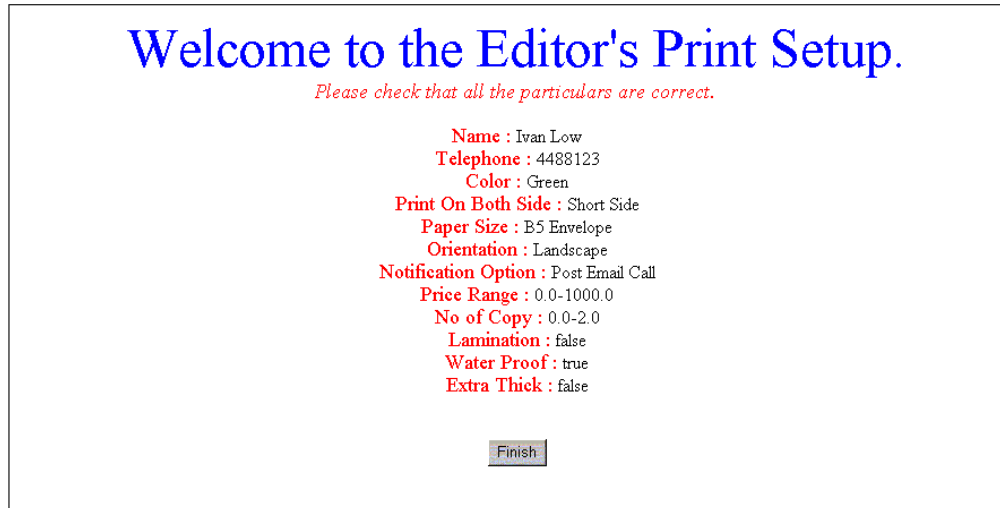 Welcome to the Editor's Print Setup.
Please check that all the particulars are correct.
Name : Ivan Low
Telephone : 4488123
Color : Green
Print On Both Side : Short Side
Paper Size : B5 Envelope
Orientation : Landscape
Notification Option : Post Email Call
Price Range : 0.0-1000.0
No of Copy : 0.0-2.0
Lamination : false
Water Proof : true
Extra Thick : false
Finish